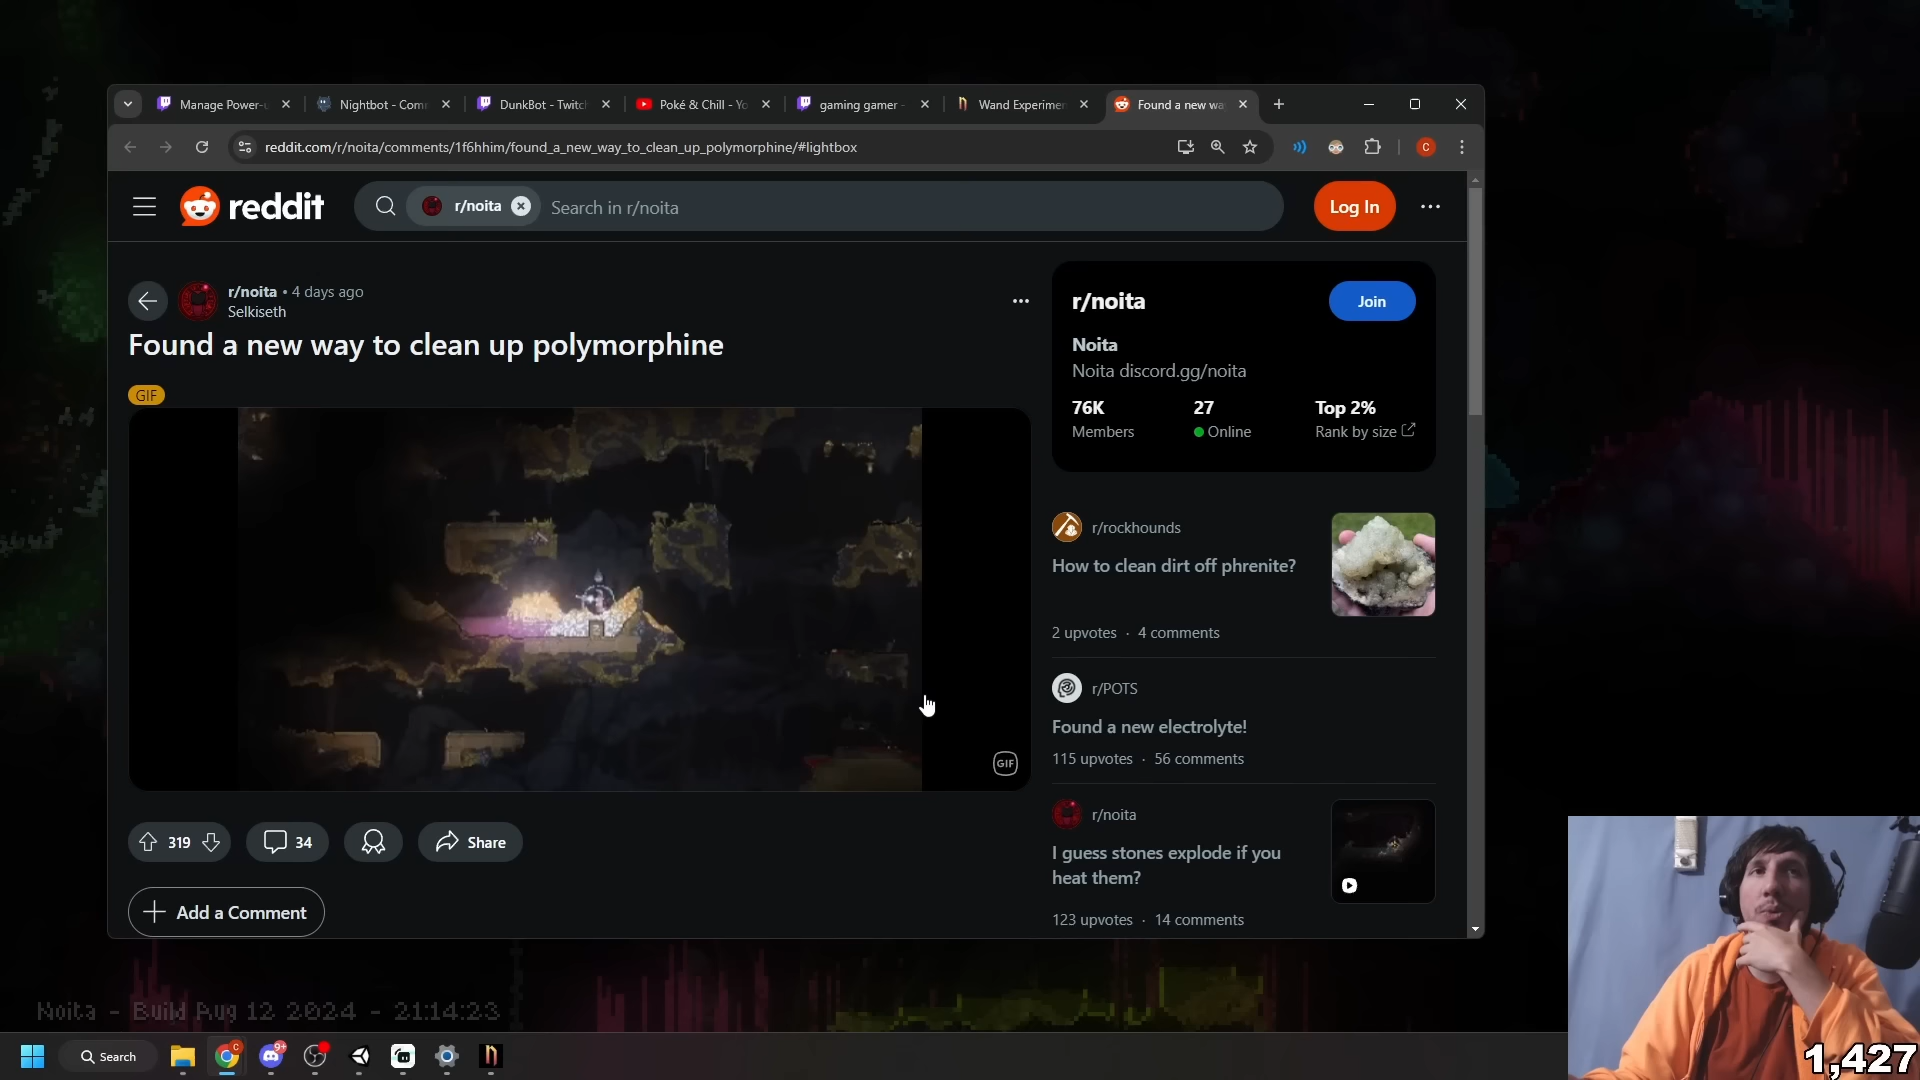 Manage Power-u
Nightbot - Com
DunkBot - Twitch
Poké & Chill - Yo
gaming gamer -
Wand Experimen
Found a new wa
reddit.com/r/noita/comments/1f6hhim/found_a_new_way_to_clean_up_polymorphine/#lightbox
C
reddit
r/noita
Search in r/noita
Log In
r/noita • 4 days ago
Selkiseth
Found a new way to clean up polymorphine
GIF
GIF
319
34
Share
Add a Comment
r/noita
Join
Noita
Noita discord.gg/noita
76K
27
Top 2%
Members
Online
Rank by size
r/rockhounds
How to clean dirt off phrenite?
2 upvotes · 4 comments
r/POTS
Found a new electrolyte!
115 upvotes · 56 comments
r/noita
I guess stones explode if you
heat them?
123 upvotes · 14 comments
Noita - Build Aug 12 2024 - 21:14:23
Search
C
9+
1,427